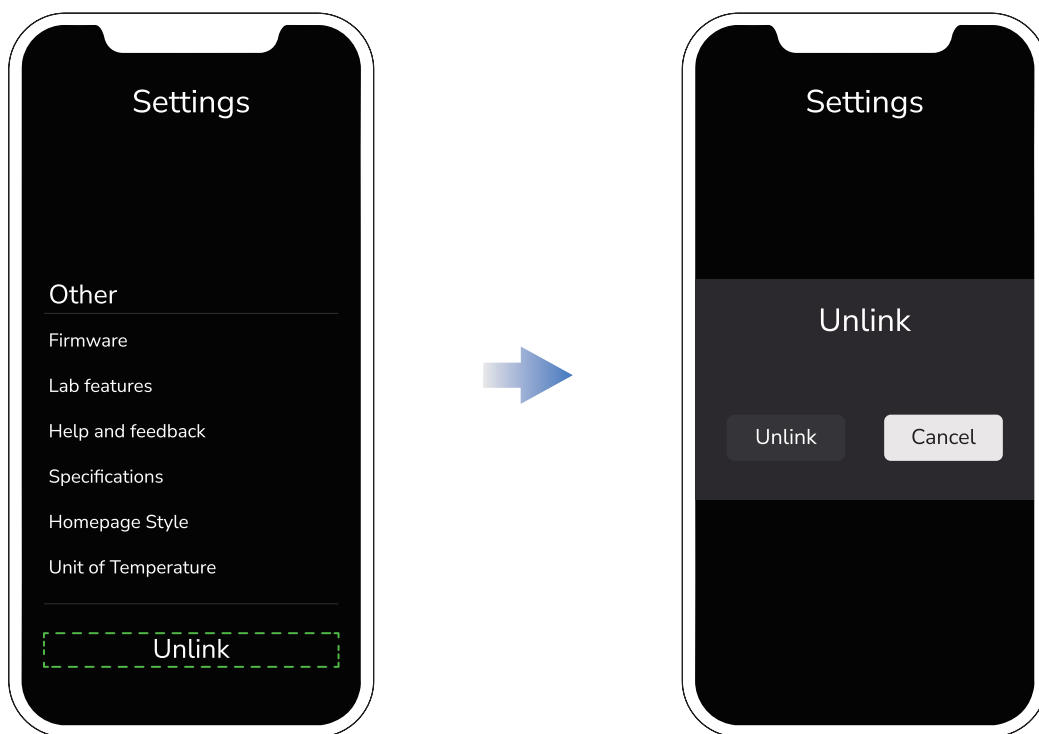 Settings
Other
Firmware
Lab features
Help and feedback
Specifications
Homepage Style
Unit of Temperature
Unlink
Settings
Unlink
Unlink Cancel